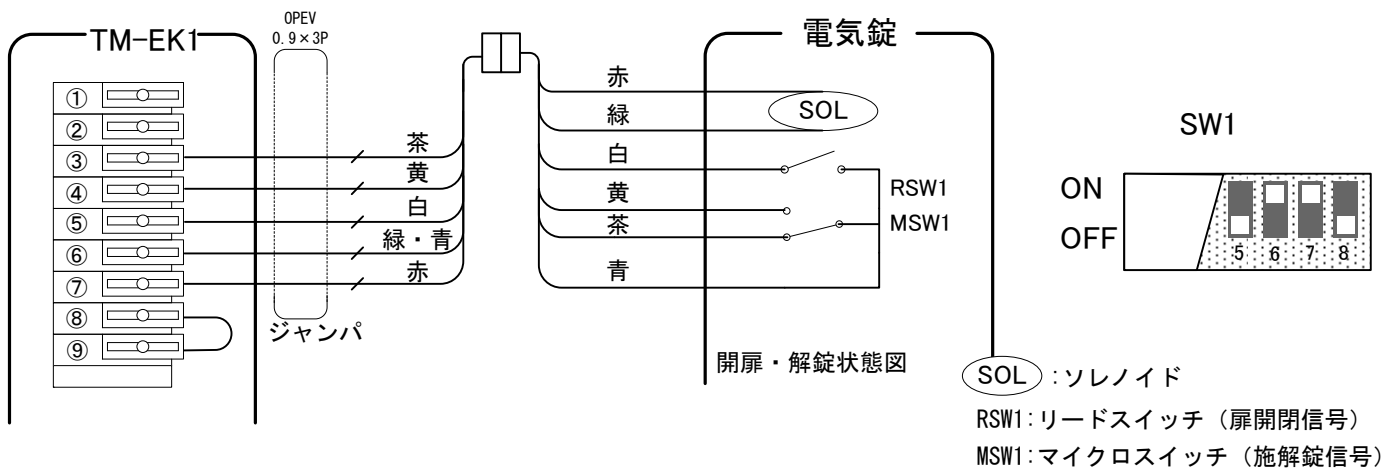 TM-EK1
OPEV
0.9×3P
電気錠
①
②
③
④
⑤
⑥
⑦
⑧
⑨
茶
黄
白
緑・青
赤
ジャンパ
赤
緑
白
黄
茶
青
SOL
RSW1
MSW1
開扉・解錠状態図
SW1
ON
OFF
5 6 7 8
SOL :ソレノイド
RSW1:リードスイッチ（扉開閉信号）
MSW1:マイクロスイッチ（施解錠信号）